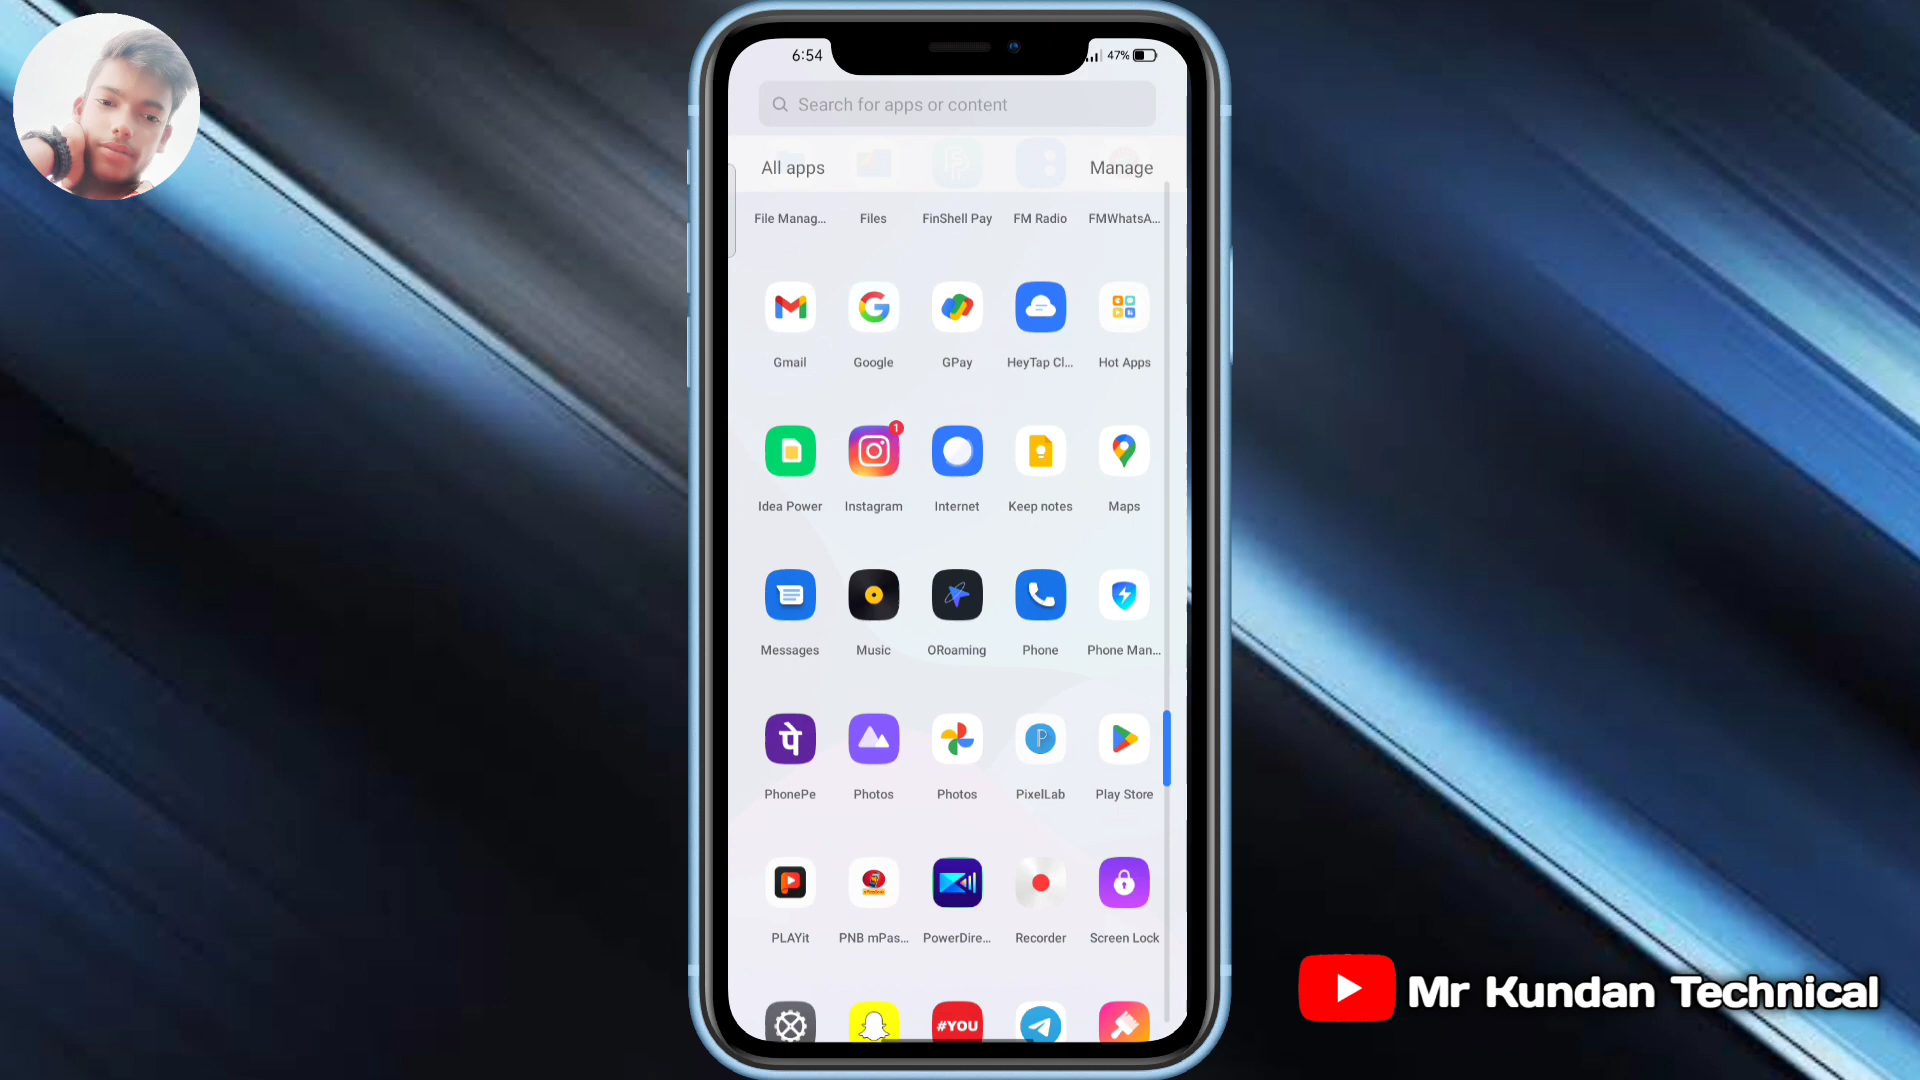 6:54
47%
Search for apps or content
All apps
Manage
File Manag...
Files
FinShell Pay
FM Radio
FMWhatsA...
Gmail
Google
GPay
HeyTap Cl...
Hot Apps
1
Idea Power
Instagram
Internet
Keep notes
Maps
Messages
Music
ORoaming
Phone
Phone Man...
पे
P
PhonePe
Photos
Photos
PixelLab
Play Store
PLAYit
PNB mPas...
PowerDire...
Recorder
Screen Lock
#YOU
Mr Kundan Technical